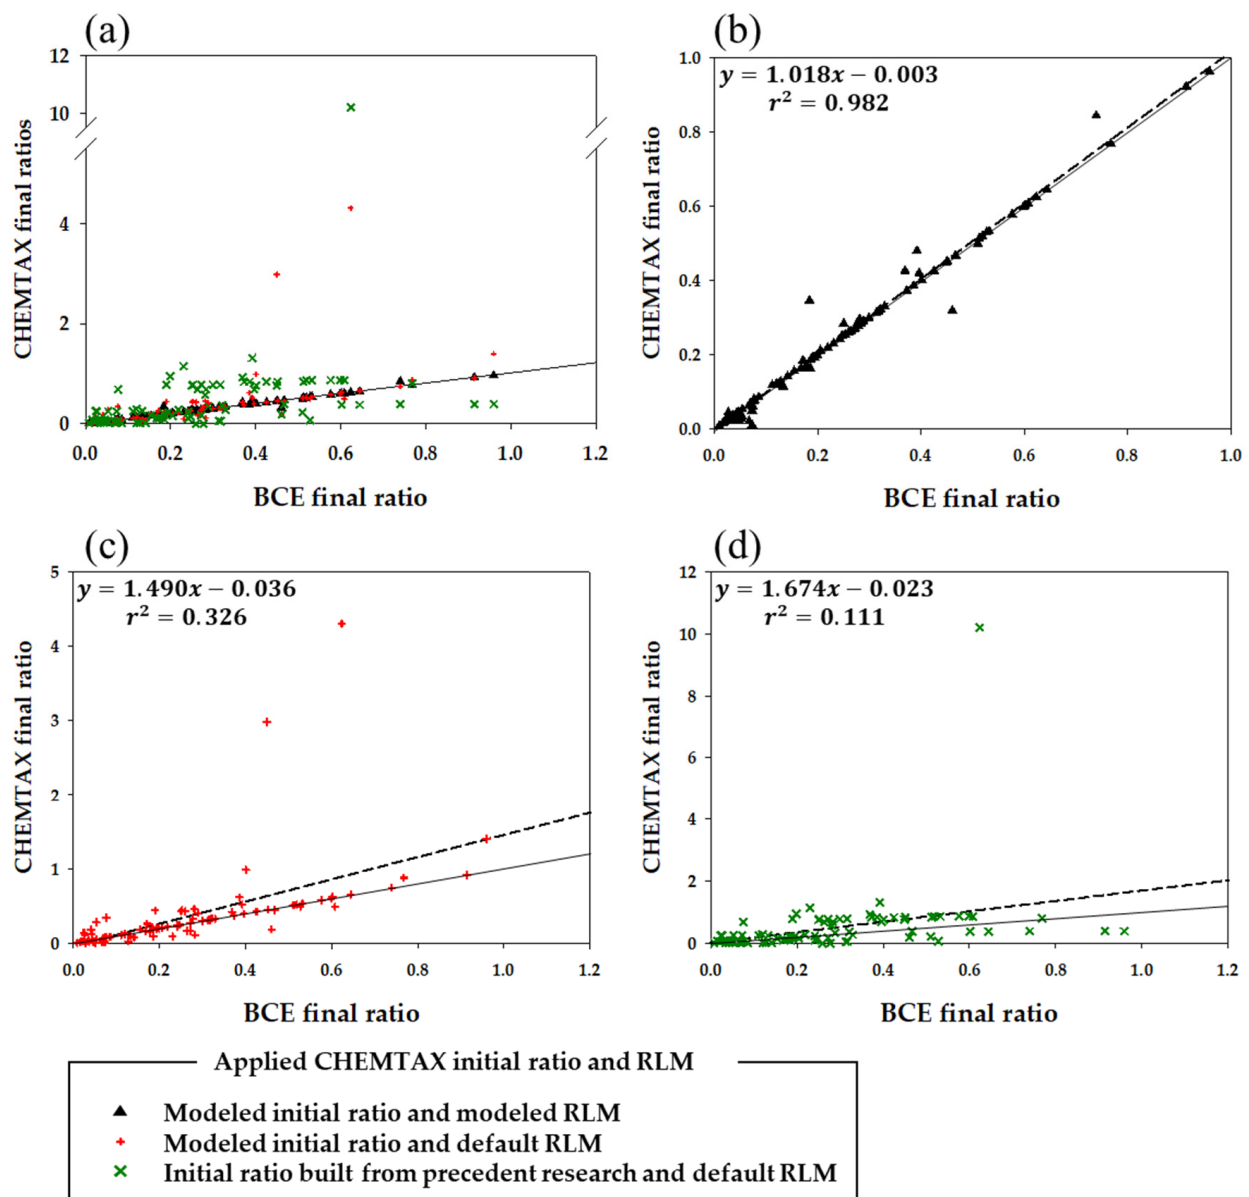 (a)
12
10
4
2
0
0.0 0.2 0.4 0.6 0.8 1.0 1.2
CHEMTAX final ratios
BCE final ratio
(b)
y = 1.018x − 0.003
r² = 0.982
1.0
0.8
0.6
0.4
0.2
0.0
0.0 0.2 0.4 0.6 0.8 1.0
CHEMTAX final ratio
BCE final ratio
(c)
y = 1.490x − 0.036
r² = 0.326
5
4
3
2
1
0
0.0 0.2 0.4 0.6 0.8 1.0 1.2
CHEMTAX final ratio
BCE final ratio
(d)
y = 1.674x − 0.023
r² = 0.111
12
10
8
6
4
2
0
0.0 0.2 0.4 0.6 0.8 1.0 1.2
CHEMTAX final ratio
BCE final ratio
Applied CHEMTAX initial ratio and RLM
Modeled initial ratio and modeled RLM
Modeled initial ratio and default RLM
Initial ratio built from precedent research and default RLM